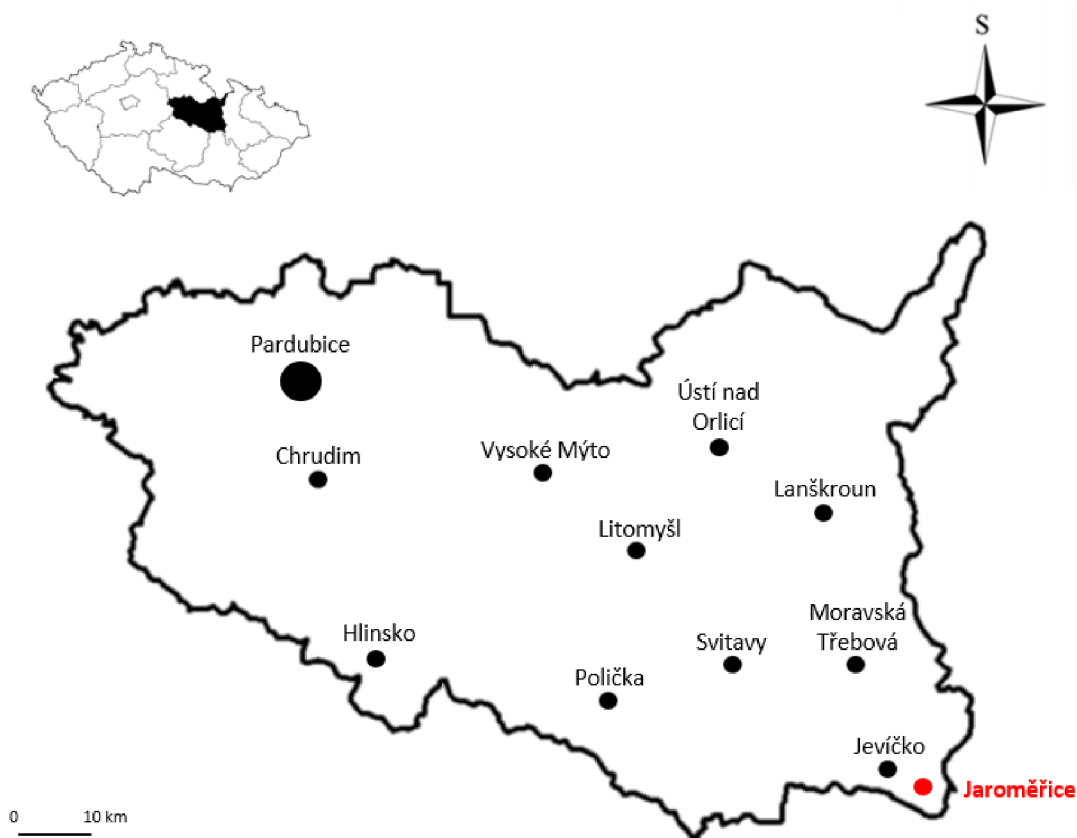 S
Pardubice
Ústí nad
Orlicí
Chrudim
Vysoké Mýto
Lanškroun
Litomyšl
Moravská
Třebová
Hlinsko
Svitavy
Polička
Jevíčko
Jaroměřice
0 10 km